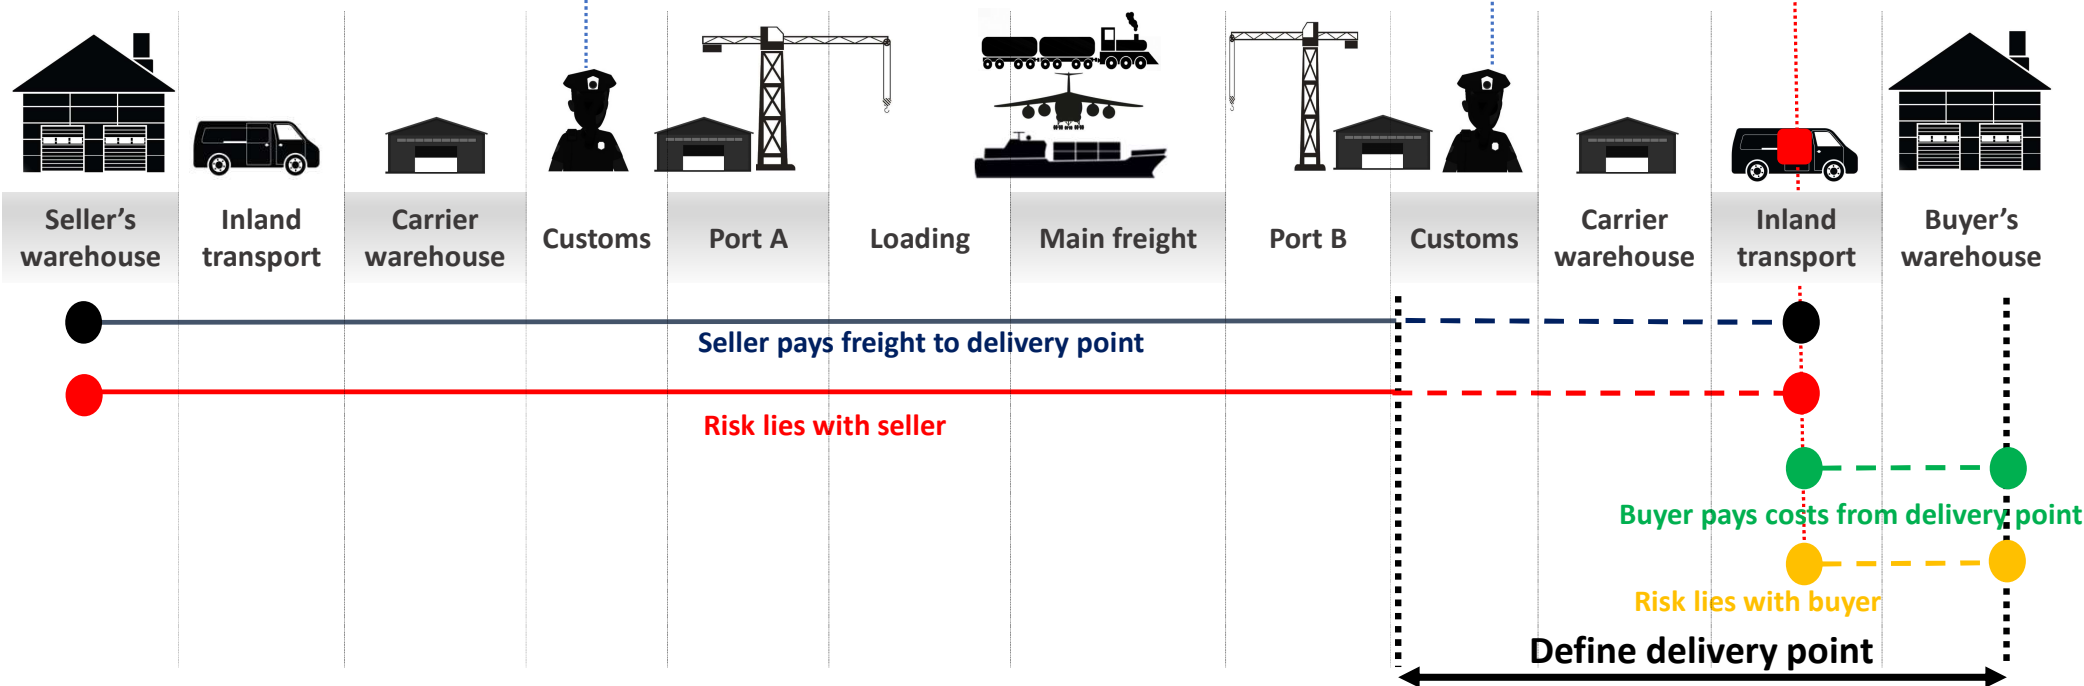 Seller’s
warehouse
Inland
transport
Carrier
warehouse
Customs
Port A
Loading
Main freight
Port B
Customs
Carrier
warehouse
Inland
transport
Buyer’s
warehouse
Seller pays freight to delivery point
Risk lies with seller
Buyer pays costs from delivery point
Risk lies with buyer
Define delivery point